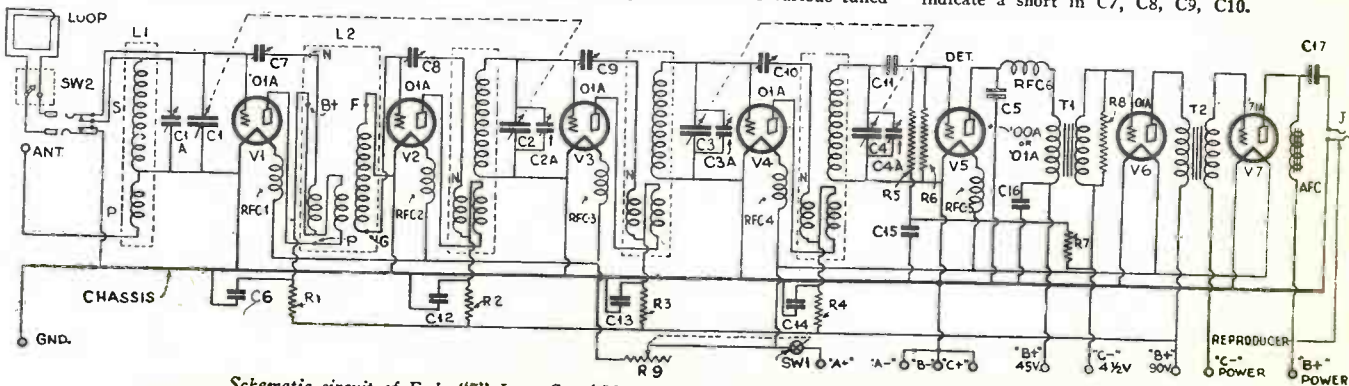 indicate a short in C7, C8, C9, C10.
LOOP
L1
SW2
S
C1A
C1
C7
N
L2
C8
C9
C10
C11
DET.
RFC6
C17
01A
B+
F
01A
01A
01A
C5
T1
R8
01A
T2
71A
J
'00A
OR
'01A
ANT.
V1
V2
C2
C2A
V3
C3
C3A
V4
C4
C4A
V5
V6
V7
P
RFC1
P
G
RFC2
N
RFC3
N
RFC4
N
R5
R6
RFC5
C16
AFC
C15
R7
CHASSIS
C6
R1
C12
R2
C13
R3
C14
R4
GND.
R9
SW1
"A+"
"A-"
"B-"
"C+"
"B+"
45V.
"C-"
4½V.
"B+"
90V.
"C-"
POWER
REPRODUCER
"B+"
POWER